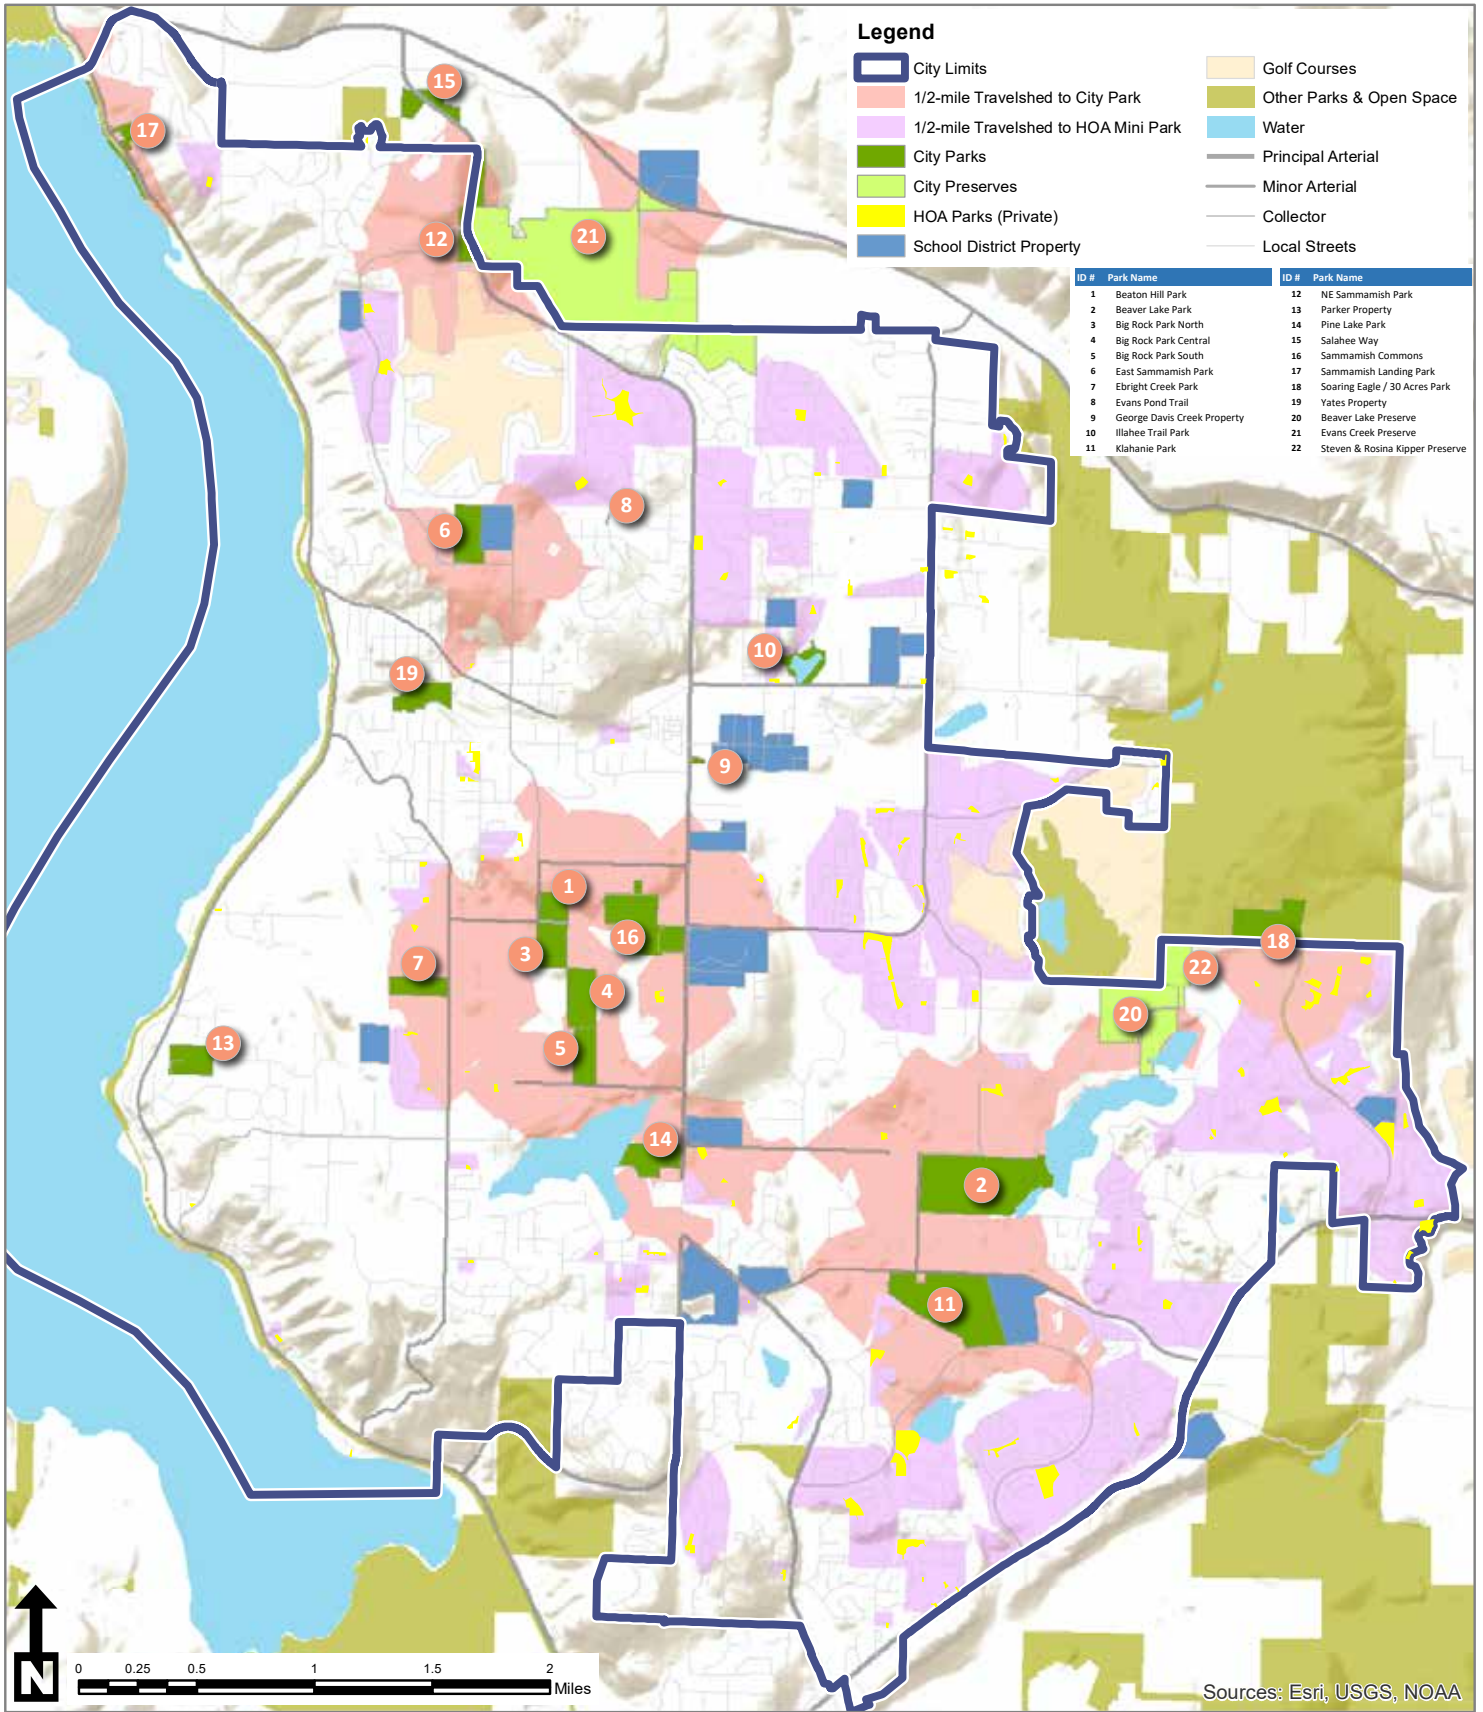 Legend
City Limits
1/2-mile Travelshed to City Park
1/2-mile Travelshed to HOA Mini Park
City Parks
City Preserves
HOA Parks (Private)
School District Property
Golf Courses
Other Parks & Open Space
Water
Principal Arterial
Minor Arterial
Collector
Local Streets
ID # Park Name
1 Beaton Hill Park
2 Beaver Lake Park
3 Big Rock Park North
4 Big Rock Park Central
5 Big Rock Park South
6 East Sammamish Park
7 Ebright Creek Park
8 Evans Pond Trail
9 George Davis Creek Property
10 Illahee Trail Park
11 Klahanie Park
ID # Park Name
12 NE Sammamish Park
13 Parker Property
14 Pine Lake Park
15 Salahee Way
16 Sammamish Commons
17 Sammamish Landing Park
18 Soaring Eagle / 30 Acres Park
19 Yates Property
20 Beaver Lake Preserve
21 Evans Creek Preserve
22 Steven & Rosina Kipper Preserve
15
17
12
21
8
6
10
19
9
1
16
3
7
18
22
4
20
13
5
14
2
11
N
0 0.25 0.5 1 1.5 2
Miles
Sources: Esri, USGS, NOAA